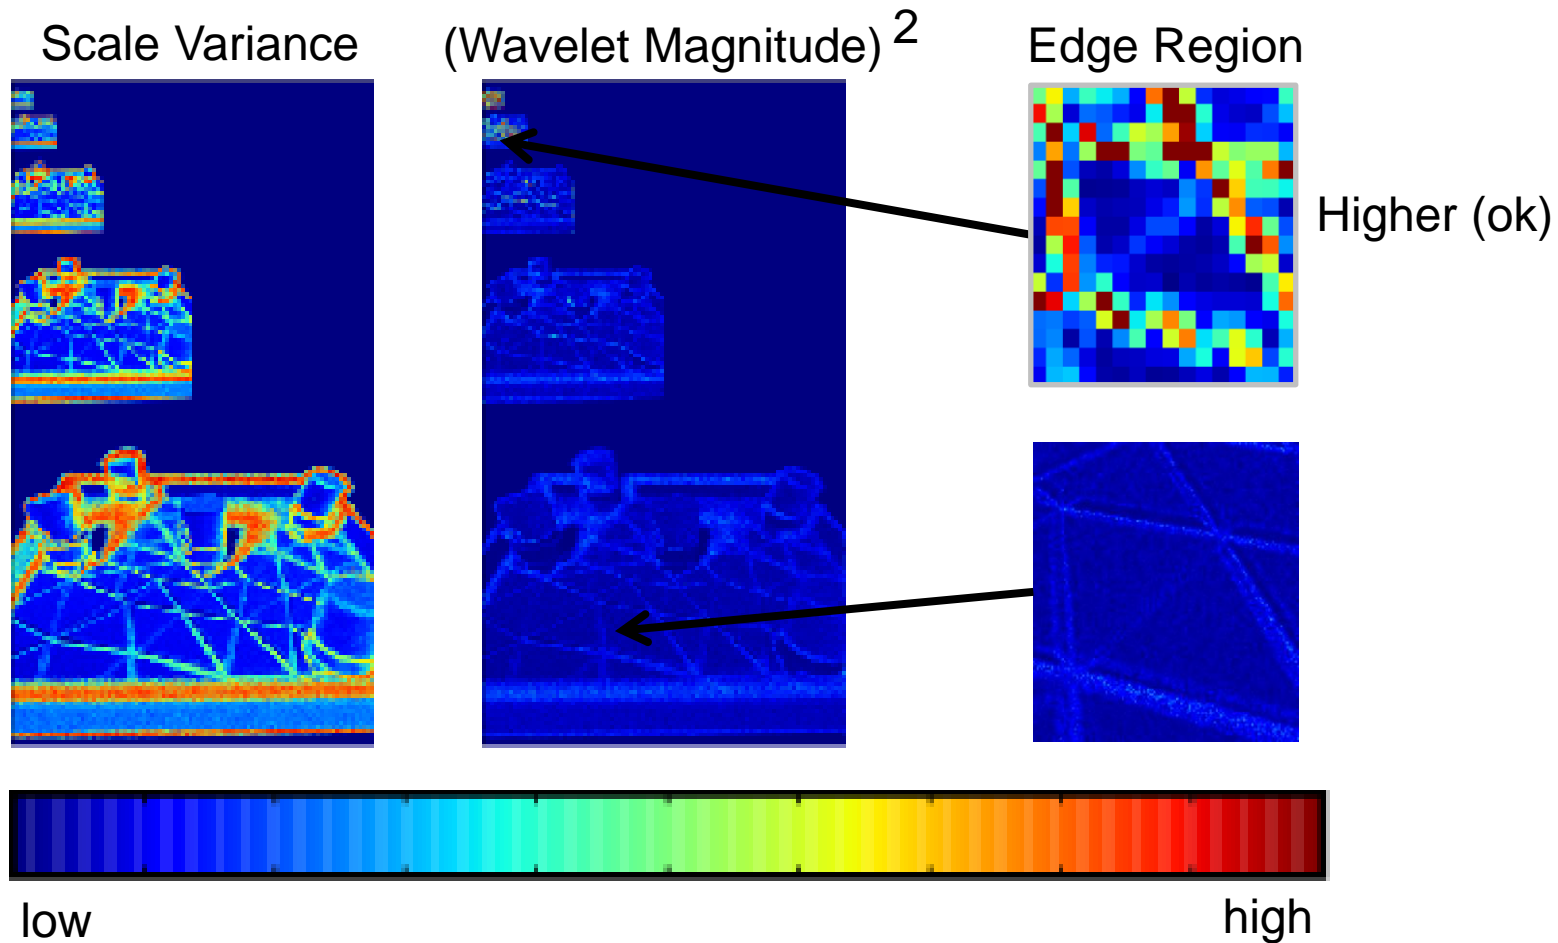 Scale Variance
(Wavelet Magnitude) 2
Edge Region
Higher (ok)
low
high